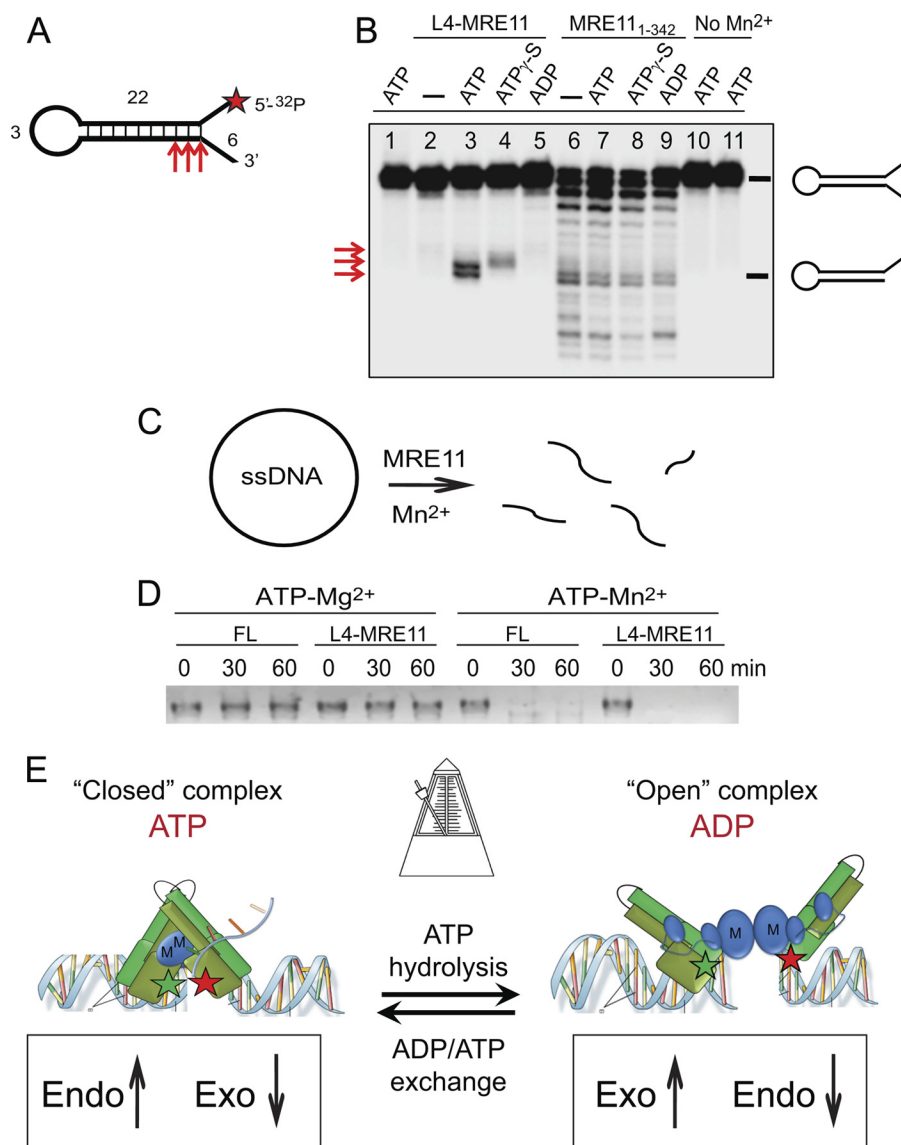 A
22
5'-³²P
3
6
3'
B
L4-MRE11 MRE11₁₋₃₄₂ No Mn²⁺
ATP — ATP ATPγ-S ADP — ATP ATPγ-S ADP ATP ATP
1 2 3 4 5 6 7 8 9 10 11
C
ssDNA
MRE11
Mn²⁺
D
ATP-Mg²⁺ ATP-Mn²⁺
FL L4-MRE11 FL L4-MRE11
0 30 60 0 30 60 0 30 60 0 30 60 min
E
"Closed" complex
ATP
"Open" complex
ADP
M M
M M
ATP
hydrolysis
ADP/ATP
exchange
Endo Exo
Exo Endo